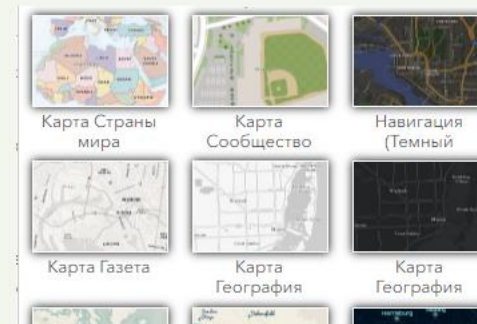 Карта Страны
мира
Карта
Сообщество
Навигация
(Темный
Карта Газета
Карта
География
Карта
География